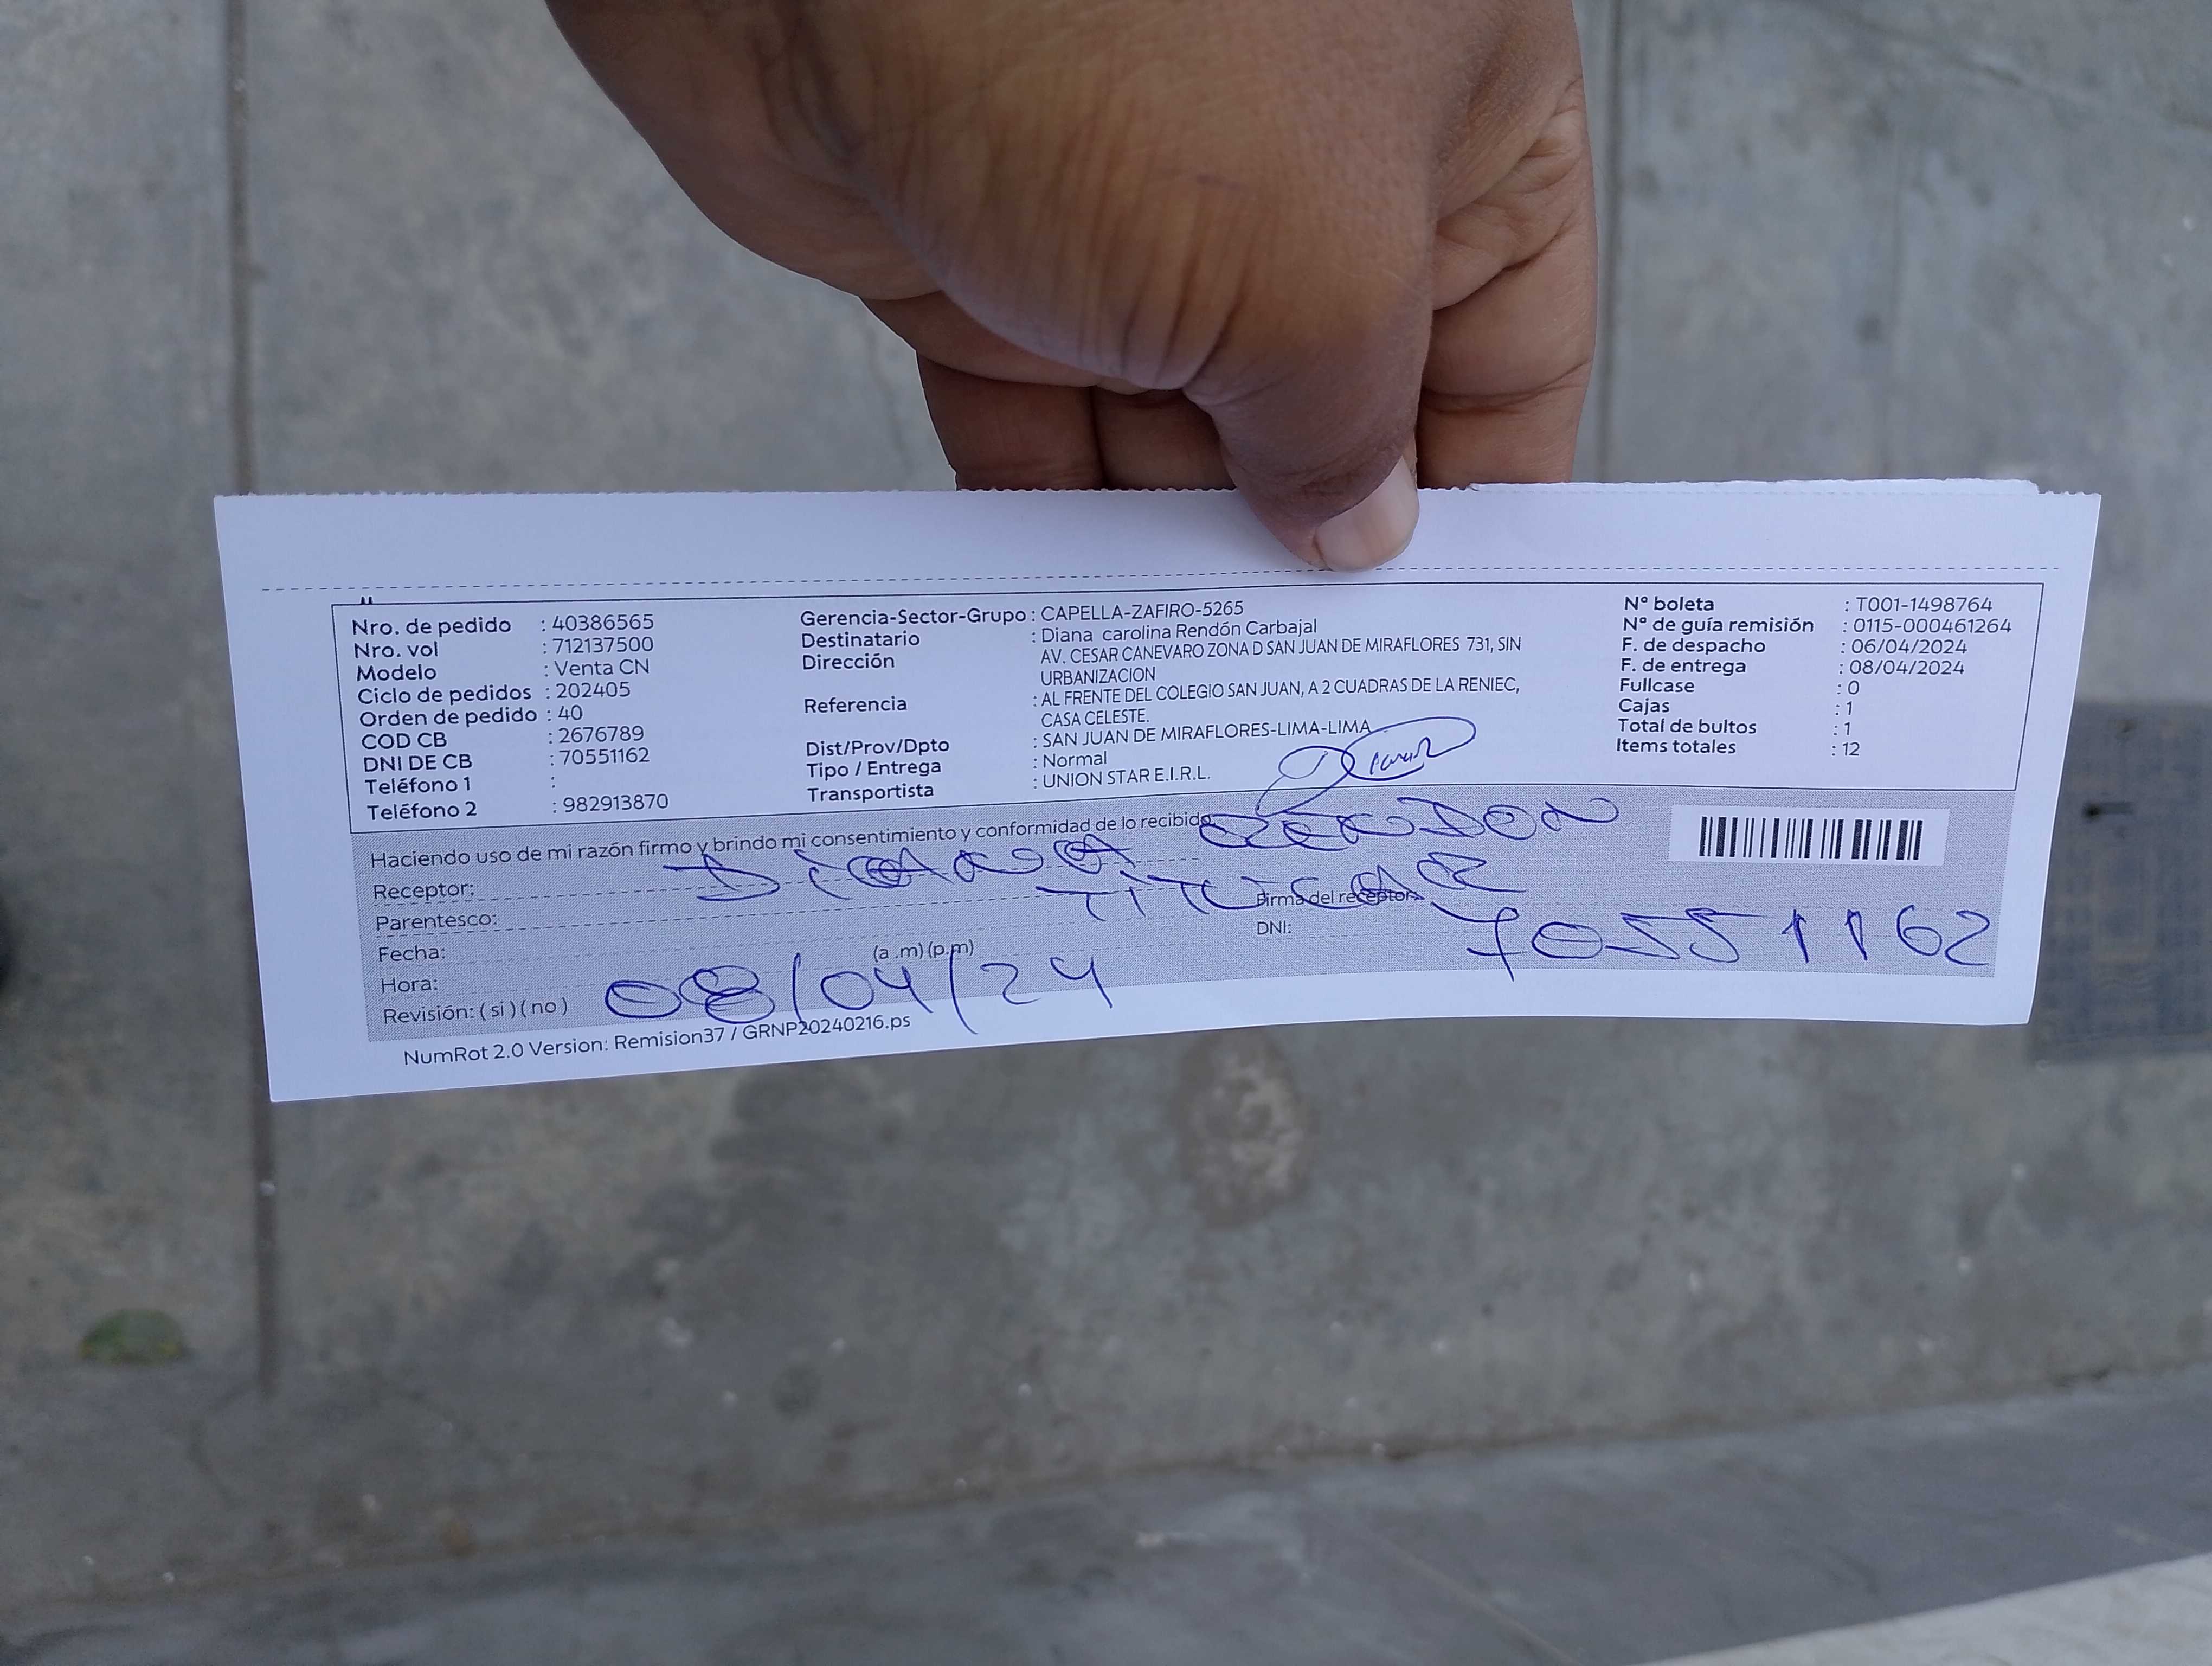 Nro. de pedido : 40386565
Nro. vol : 712137500
Modelo : Venta CN
Ciclo de pedidos : 202405
Orden de pedido : 40
COD CB : 2676789
DNI DE CB : 70551162
Teléfono 1 :
Teléfono 2 : 982913870
Gerencia-Sector-Grupo : CAPELLA-ZAFIRO-5265
Destinatario : Diana carolina Rendón Carbajal
Dirección : AV. CESAR CANEVARO ZONA D SAN JUAN DE MIRAFLORES 731, SIN
URBANIZACION
Referencia : AL FRENTE DEL COLEGIO SAN JUAN, A 2 CUADRAS DE LA RENIEC,
CASA CELESTE.
Dist/Prov/Dpto : SAN JUAN DE MIRAFLORES-LIMA-LIMA
Tipo / Entrega : Normal
Transportista : UNION STAR E.I.R.L.
N° boleta : T001-1498764
N° de guía remisión : 0115-000461264
F. de despacho : 06/04/2024
F. de entrega : 08/04/2024
Fullcase : 0
Cajas : 1
Total de bultos : 1
Items totales : 12
Haciendo uso de mi razón firmo y brindo mi consentimiento y conformidad de lo recibido
Receptor: DIANA RENDON
Parentesco: TITULAR
Firma del receptor
Fecha:
DNI: 70551162
Hora: (a .m) (p.m)
08/04/24
Revisión: ( si ) ( no )
NumRot 2.0 Version: Remision37 / GRNP20240216.ps